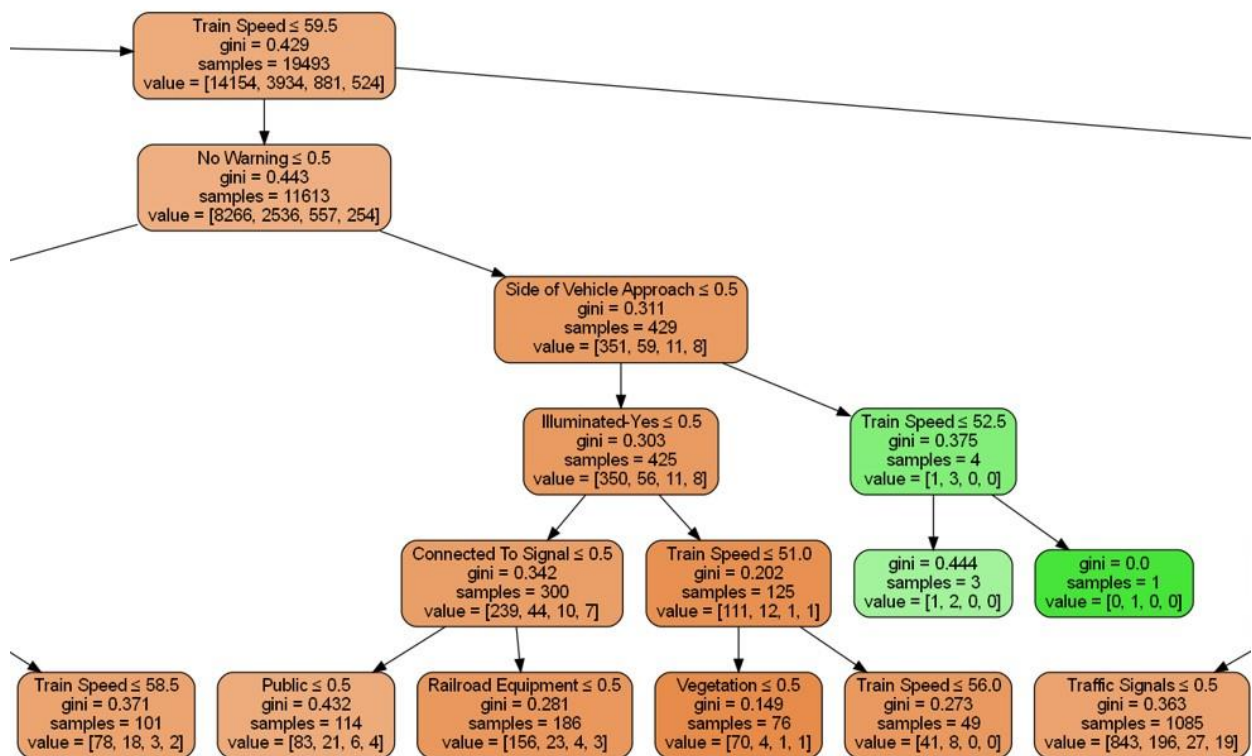 Train Speed ≤ 59.5
gini = 0.429
samples = 19493
value = [14154, 3934, 881, 524]
No Warning ≤ 0.5
gini = 0.443
samples = 11613
value = [8266, 2536, 557, 254]
Side of Vehicle Approach ≤ 0.5
gini = 0.311
samples = 429
value = [351, 59, 11, 8]
Illuminated-Yes ≤ 0.5
gini = 0.303
samples = 425
value = [350, 56, 11, 8]
Train Speed ≤ 52.5
gini = 0.375
samples = 4
value = [1, 3, 0, 0]
Connected To Signal ≤ 0.5
gini = 0.342
samples = 300
value = [239, 44, 10, 7]
Train Speed ≤ 51.0
gini = 0.202
samples = 125
value = [111, 12, 1, 1]
gini = 0.444
samples = 3
value = [1, 2, 0, 0]
gini = 0.0
samples = 1
value = [0, 1, 0, 0]
Train Speed ≤ 58.5
gini = 0.371
samples = 101
value = [78, 18, 3, 2]
Public ≤ 0.5
gini = 0.432
samples = 114
value = [83, 21, 6, 4]
Railroad Equipment ≤ 0.5
gini = 0.281
samples = 186
value = [156, 23, 4, 3]
Vegetation ≤ 0.5
gini = 0.149
samples = 76
value = [70, 4, 1, 1]
Train Speed ≤ 56.0
gini = 0.273
samples = 49
value = [41, 8, 0, 0]
Traffic Signals ≤ 0.5
gini = 0.363
samples = 1085
value = [843, 196, 27, 19]